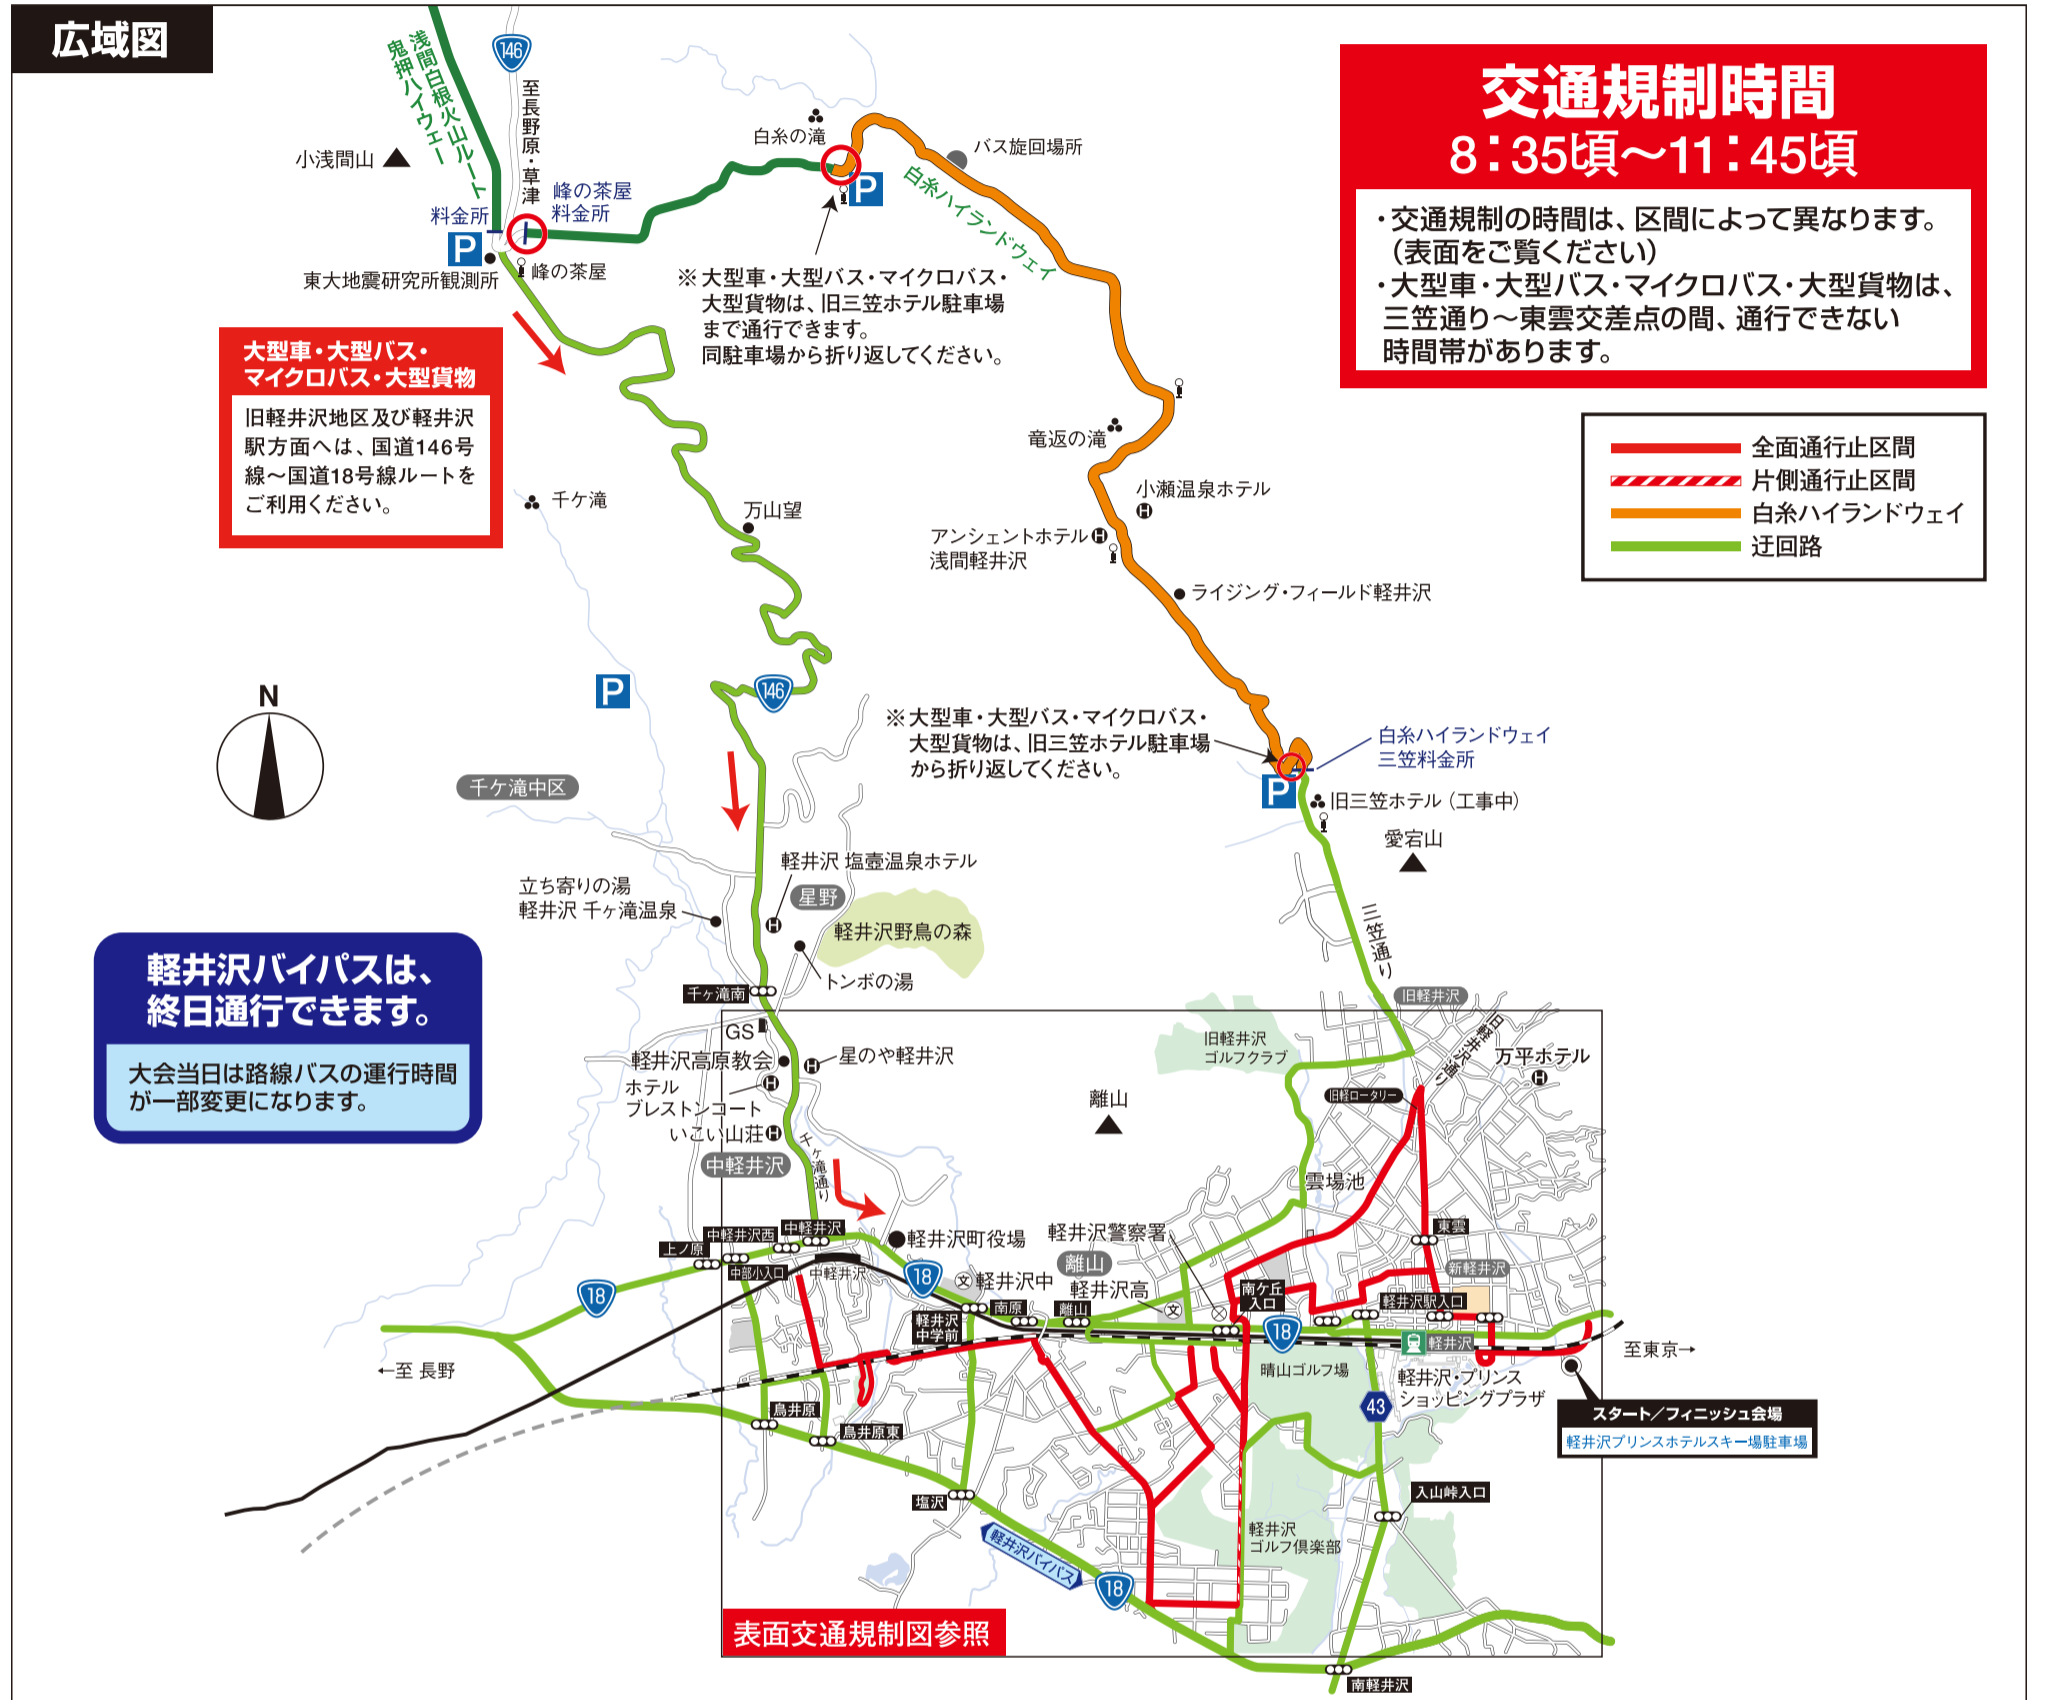 広域図
浅間白根火山ルート
鬼押ハイウェー
146
至長野原・草津
小浅間山
料金所
P
峰の茶屋
料金所
峰の茶屋
東大地震研究所観測所
白糸の滝
P
バス旋回場所
白糸ハイランドウェイ
※大型車・大型バス・マイクロバス・
大型貨物は、旧三笠ホテル駐車場
まで通行できます。
同駐車場から折り返してください。
交通規制時間
8：35頃～11：45頃
・交通規制の時間は、区間によって異なります。
（表面をご覧ください）
・大型車・大型バス・マイクロバス・大型貨物は、
三笠通り～東雲交差点の間、通行できない
時間帯があります。
全面通行止区間
片側通行止区間
白糸ハイランドウェイ
迂回路
大型車・大型バス・
マイクロバス・大型貨物
旧軽井沢地区及び軽井沢
駅方面へは、国道146号
線～国道18号線ルートを
ご利用ください。
千ケ滝
万山望
竜返の滝
小瀬温泉ホテル
H
アンシェントホテル
浅間軽井沢
H
ライジング・フィールド軽井沢
N
P
146
※大型車・大型バス・マイクロバス・
大型貨物は、旧三笠ホテル駐車場
から折り返してください。
白糸ハイランドウェイ
三笠料金所
P
旧三笠ホテル（工事中）
愛宕山
三笠通り
千ケ滝中区
軽井沢 塩壺温泉ホテル
H
星野
立ち寄りの湯
軽井沢 千ヶ滝温泉
軽井沢野鳥の森
トンボの湯
千ヶ滝南
軽井沢バイパスは、
終日通行できます。
大会当日は路線バスの運行時間
が一部変更になります。
GS
軽井沢高原教会
星のや軽井沢
H
ホテル
ブレストンコート
H
いこい山荘
H
中軽井沢
千ヶ滝通り
旧軽井沢
旧軽井沢
ゴルフクラブ
旧軽井沢通り
万平ホテル
H
旧軽ロータリー
離山
雲場池
東雲
新軽井沢
上ノ原
中軽井沢西
中軽井沢
中部小入口
中軽井沢
軽井沢町役場
軽井沢警察署
離山
18
18
文
軽井沢中
軽井沢高
文
軽井沢
中学前
南原
離山
南ケ丘
入口
18
軽井沢駅入口
軽井沢
至東京→
←至 長野
晴山ゴルフ場
軽井沢・プリンス
ショッピングプラザ
43
スタート／フィニッシュ会場
軽井沢プリンスホテルスキー場駐車場
鳥井原
鳥井原東
塩沢
入山峠入口
軽井沢
ゴルフ倶楽部
軽井沢バイパス
18
表面交通規制図参照
南軽井沢